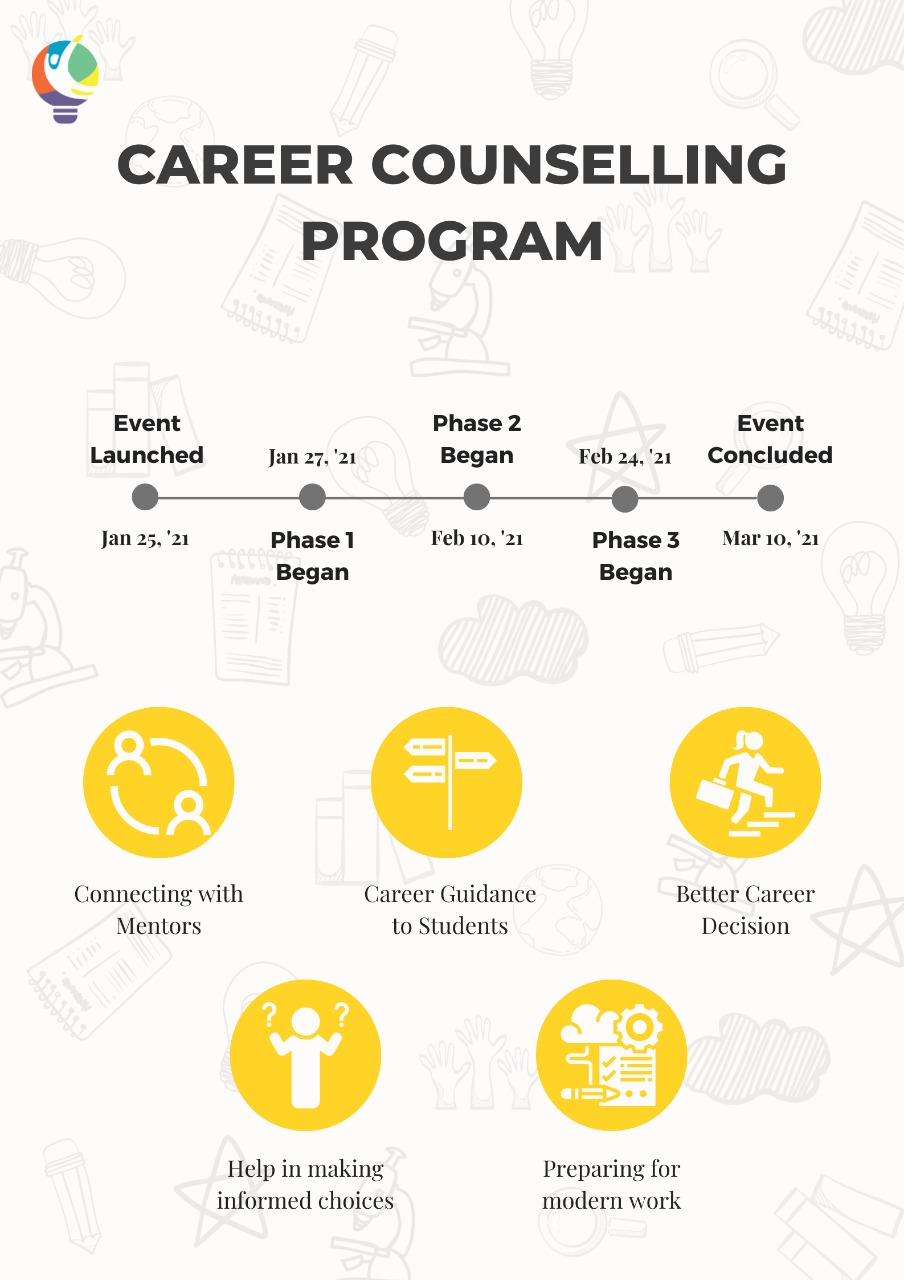 CAREER COUNSELLING
PROGRAM
Event
Launched
Jan 25, '21
Jan 27, '21
Phase 1
Began
Phase 2
Began
Feb 10, '21
Feb 24, '21
Phase 3
Began
Event
Concluded
Mar 10, '21
Connecting with
Mentors
Career Guidance
to Students
Better Career
Decision
? ?
Help in making
informed choices
Preparing for
modern work